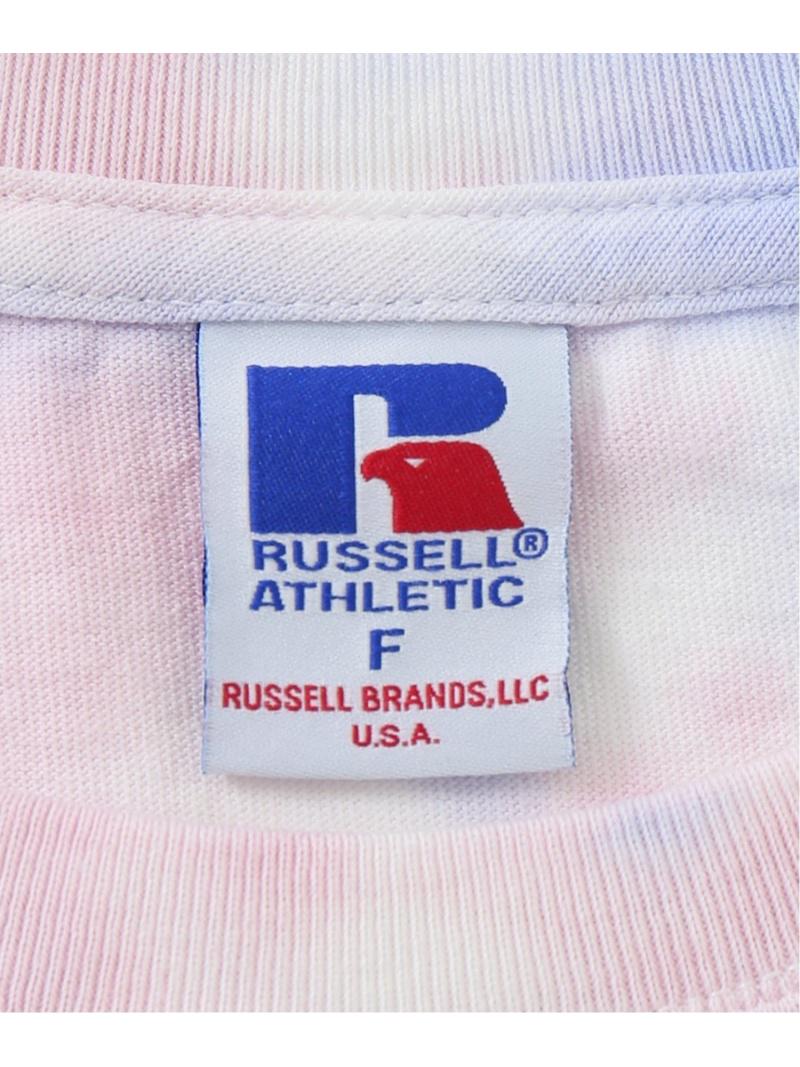 RUSSELL®
ATHLETIC
F
RUSSELL BRANDS,LLC
U.S.A.